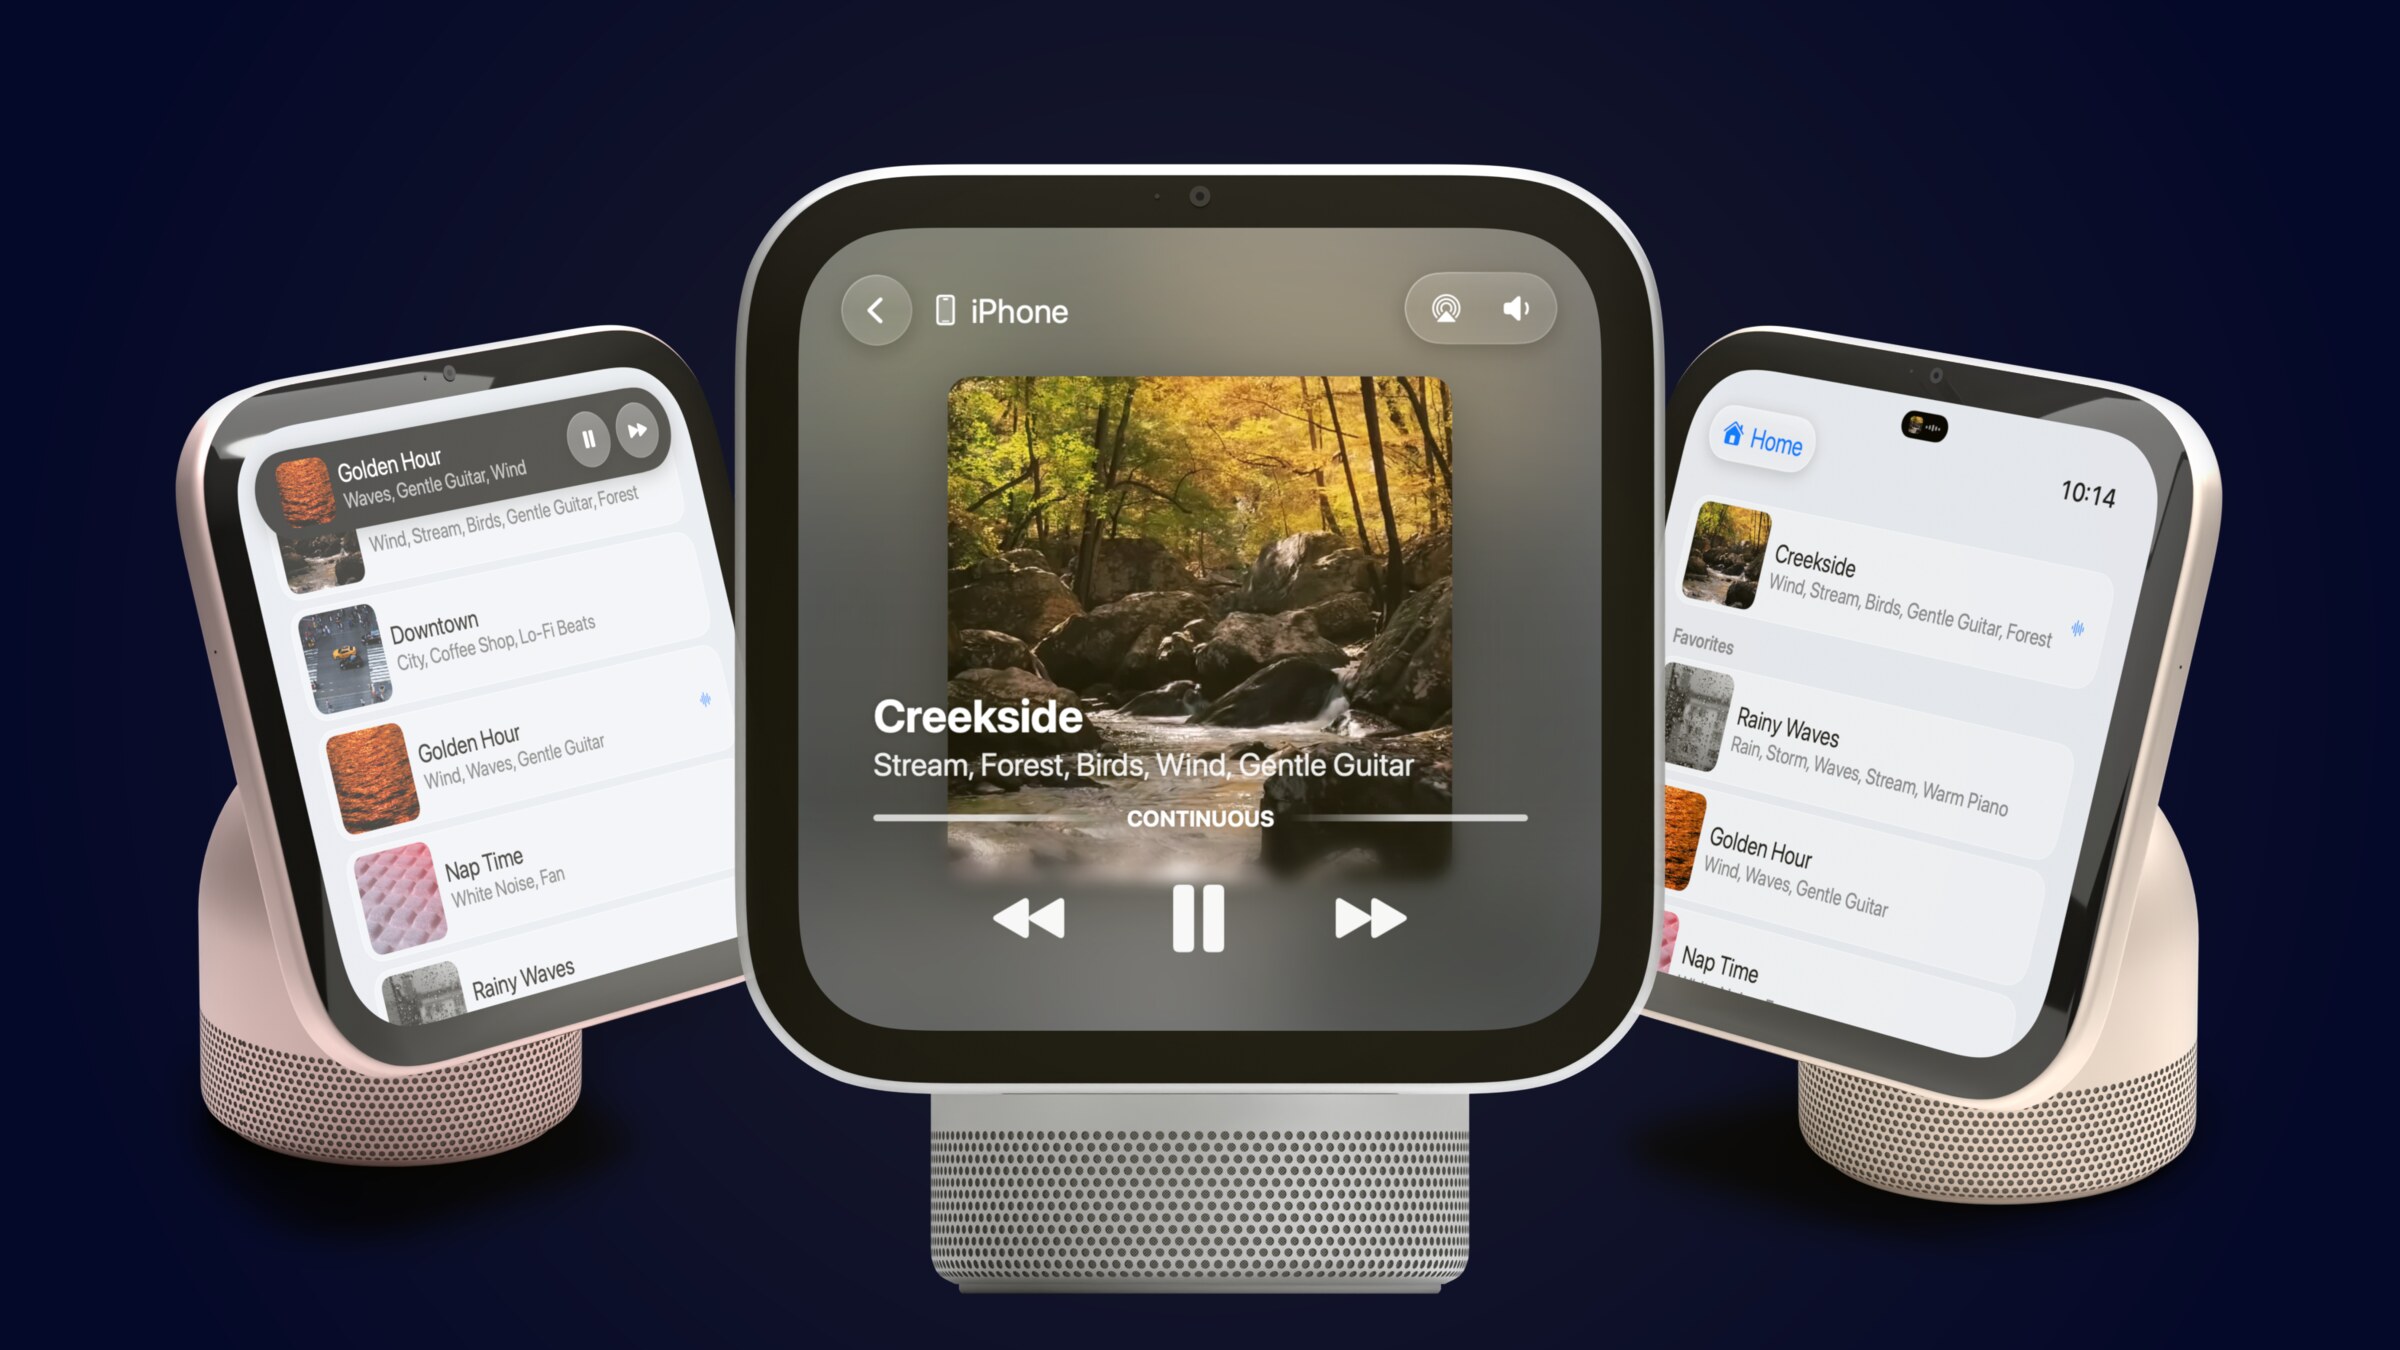 Golden Hour
Waves, Gentle Guitar, Wind
Wind, Stream, Birds, Gentle Guitar, Forest
Downtown
City, Coffee Shop, Lo-Fi Beats
Golden Hour
Wind, Waves, Gentle Guitar
Nap Time
White Noise, Fan
Rainy Waves
iPhone
Creekside
Stream, Forest, Birds, Wind, Gentle Guitar
CONTINUOUS
Home
10:14
Creekside
Wind, Stream, Birds, Gentle Guitar, Forest
Favorites
Rainy Waves
Rain, Storm, Waves, Stream, Warm Piano
Golden Hour
Wind, Waves, Gentle Guitar
Nap Time